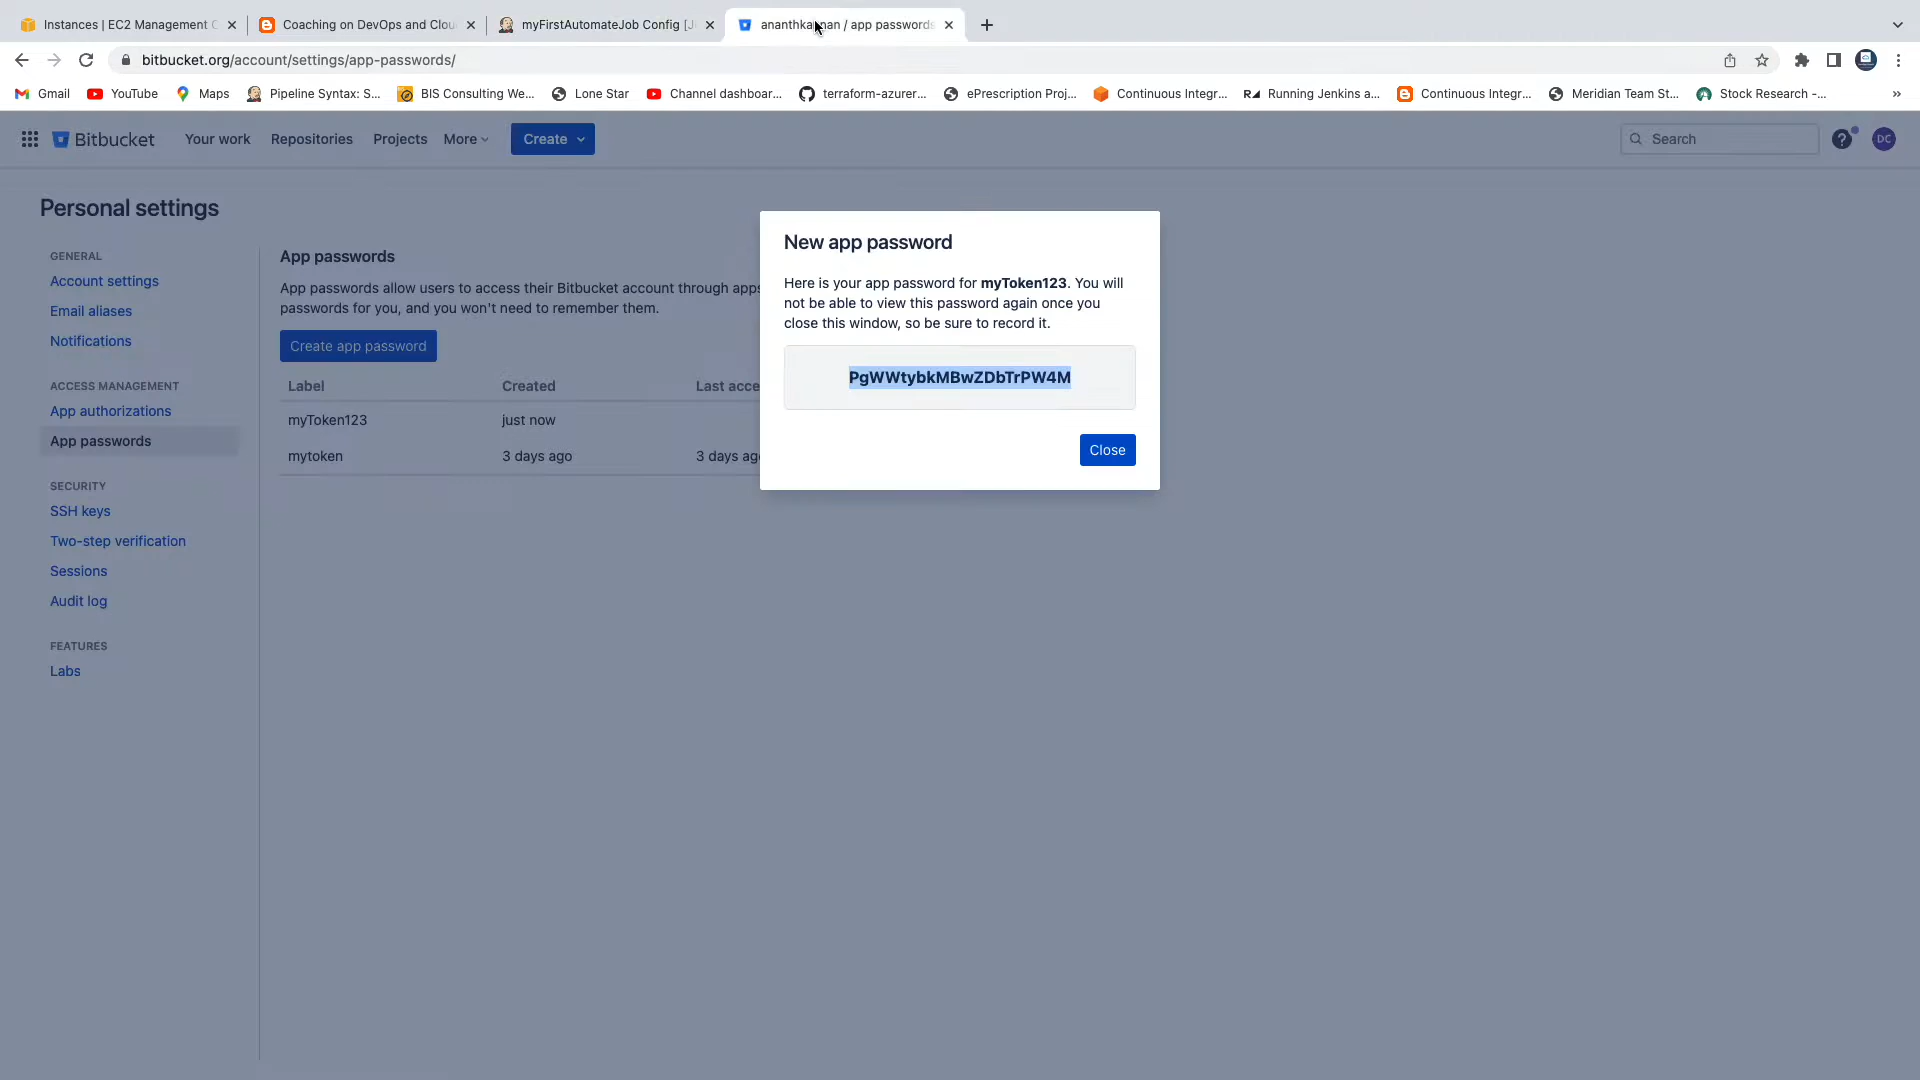 Instances | EC2 Management C
Coaching on DevOps and Clou
myFirstAutomateJob Config [J
/ app passwords
bitbucket.org/account/settings/app-passwords/
Gmail
YouTube
Maps
Pipeline Syntax: S...
BIS Consulting We...
Lone Star
Channel dashboar...
terraform-azurer...
ePrescription Proj...
Continuous Integr...
Running Jenkins a...
Continuous Integr...
Meridian Team St...
Stock Research -...
Bitbucket
Your work
Repositories
Projects
More
Create
Search
DC
Personal settings
GENERAL
Account settings
Email aliases
Notifications
ACCESS MANAGEMENT
App authorizations
App passwords
SECURITY
SSH keys
Two-step verification
Sessions
Audit log
FEATURES
Labs
App passwords
App passwords allow users to access their Bitbucket account through apps
passwords for you, and you won't need to remember them.
Create app password
Label Created Last acce
myToken123 just now
mytoken 3 days ago 3 days ago
New app password
Here is your app password for myToken123. You will
not be able to view this password again once you
close this window, so be sure to record it.
PgWWtybkMBwZDbTrPW4M
Close